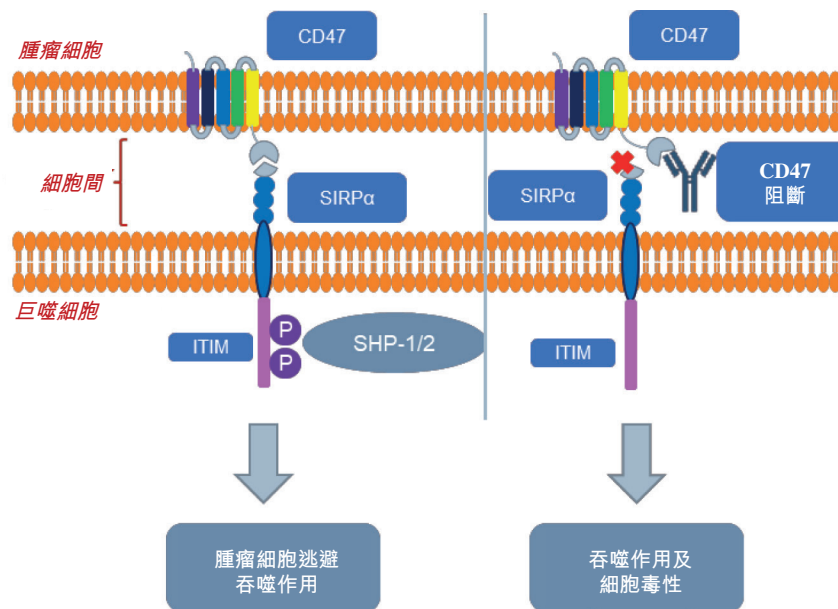 CD47
腫瘤細胞
細胞間
SIRPα
巨噬細胞
ITIM
P
P
SHP-1/2
腫瘤細胞逃避
吞噬作用
CD47
SIRPα
CD47
阻斷
ITIM
吞噬作用及
細胞毒性